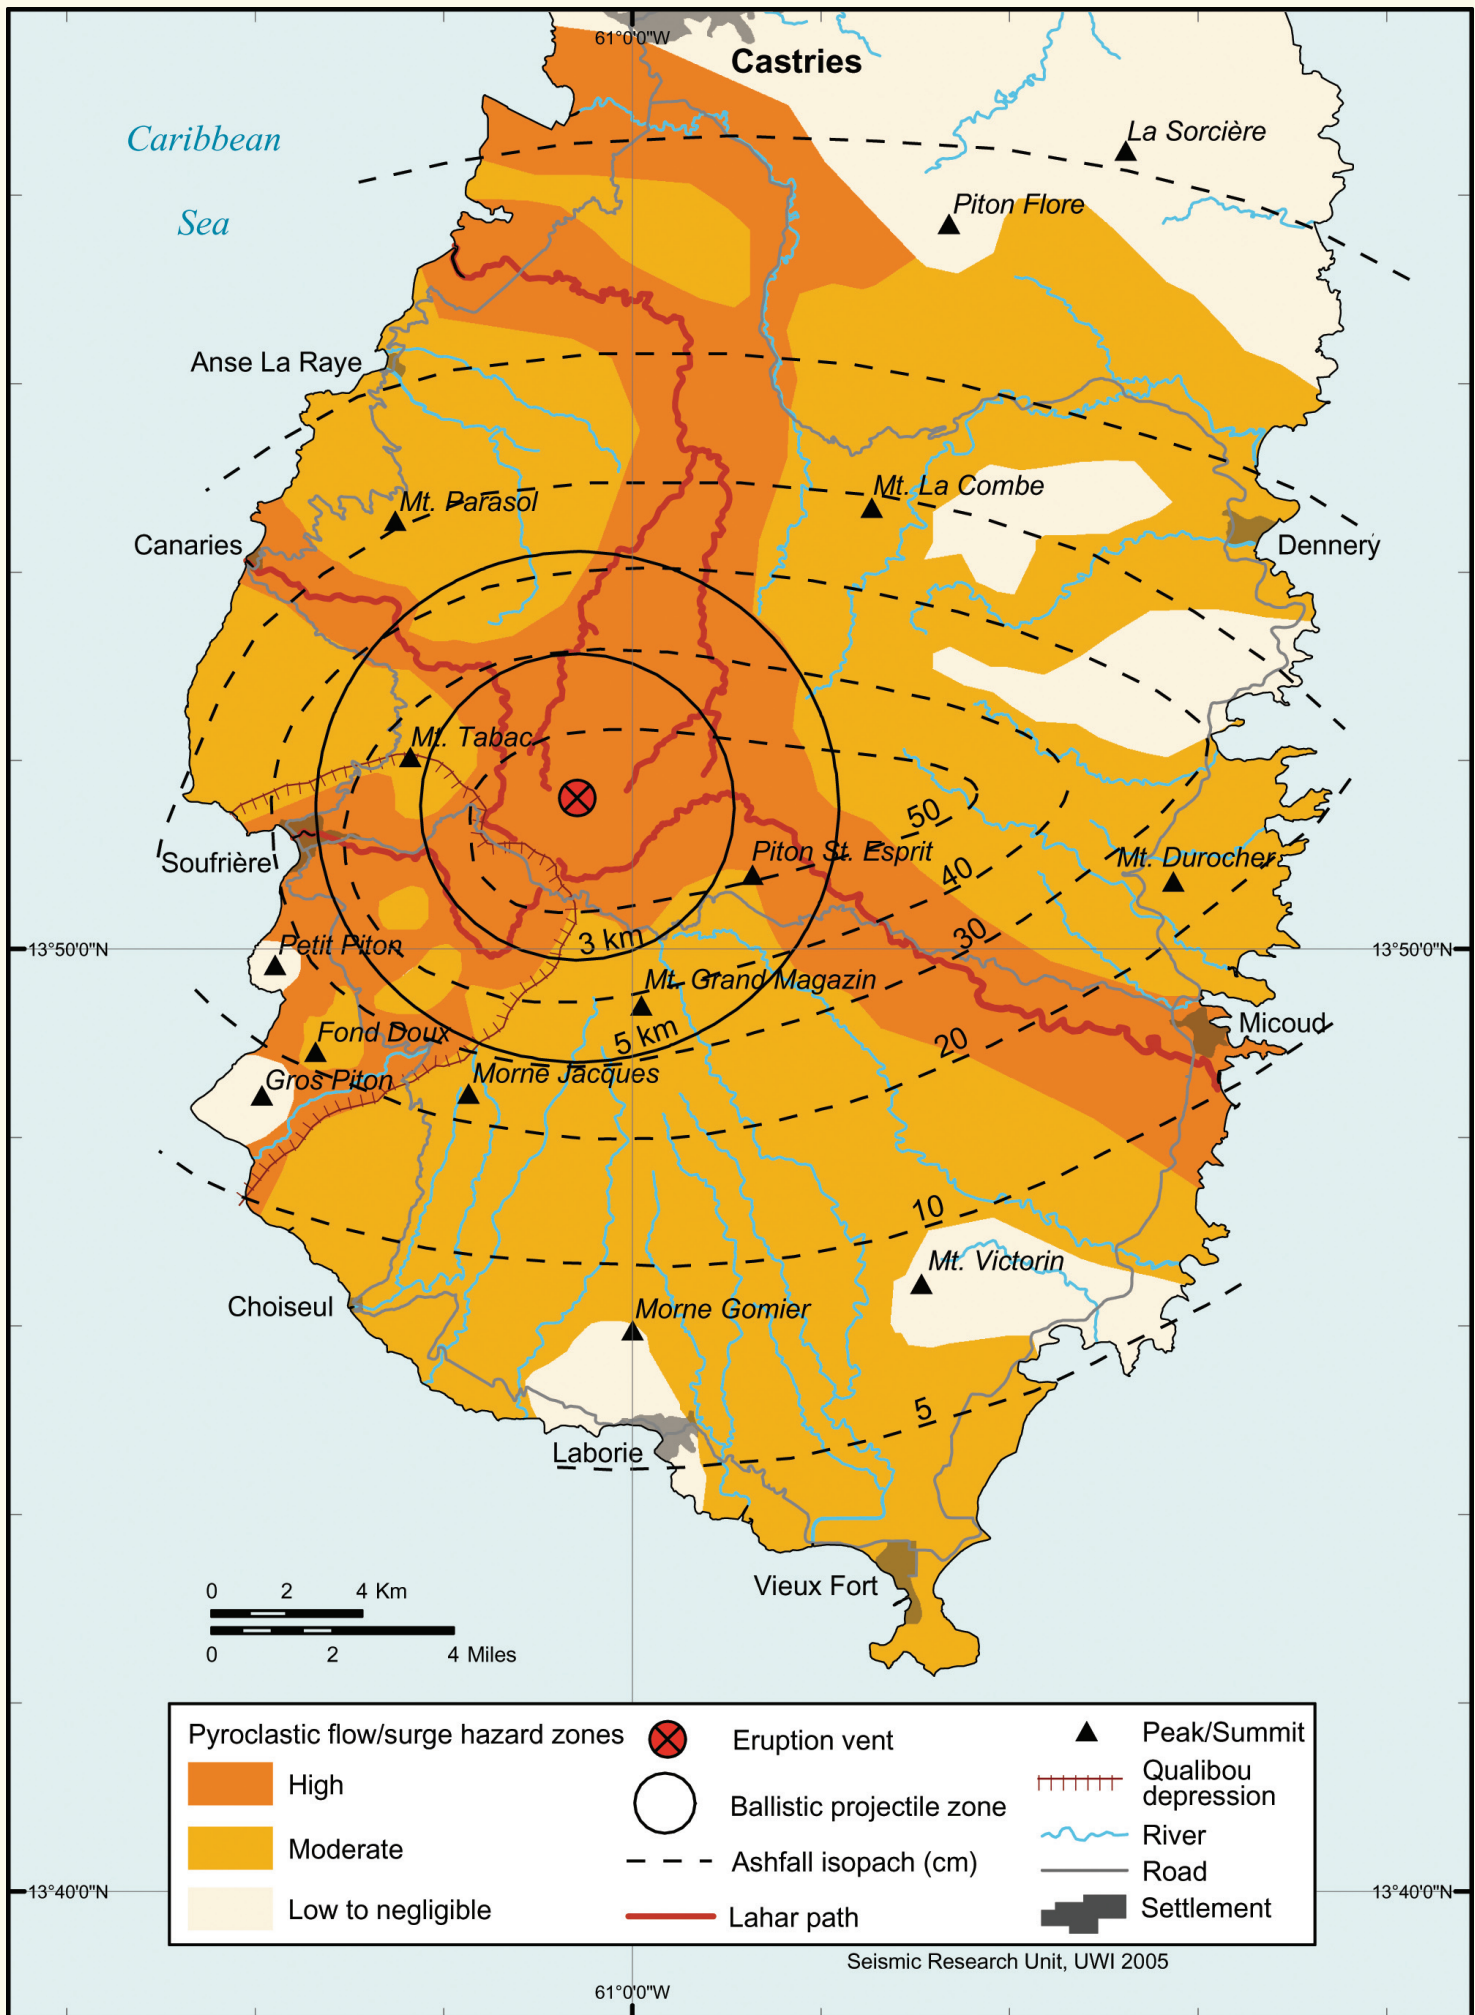 61°0'0"W
Castries
Caribbean
Sea
La Sorcière
Piton Flore
Anse La Raye
Mt. Parasol
Mt. La Combe
Canaries
Dennery
Mt. Tabac
50
Piton St. Esprit
Mt. Durocher
Soufrière
40
30
3 km
13°50'0"N
13°50'0"N
Petit Piton
Mt. Grand Magazin
Micoud
Fond Doux
5 km
20
Gros Piton
Morne Jacques
10
Mt. Victorin
Choiseul
Morne Gomier
5
Laborie
Vieux Fort
0 2 4 Km
0 2 4 Miles
Pyroclastic flow/surge hazard zones
High
Moderate
Low to negligible
Eruption vent
Ballistic projectile zone
Ashfall isopach (cm)
Lahar path
Peak/Summit
Qualibou
depression
River
Road
Settlement
13°40'0"N
13°40'0"N
Seismic Research Unit, UWI 2005
61°0'0"W